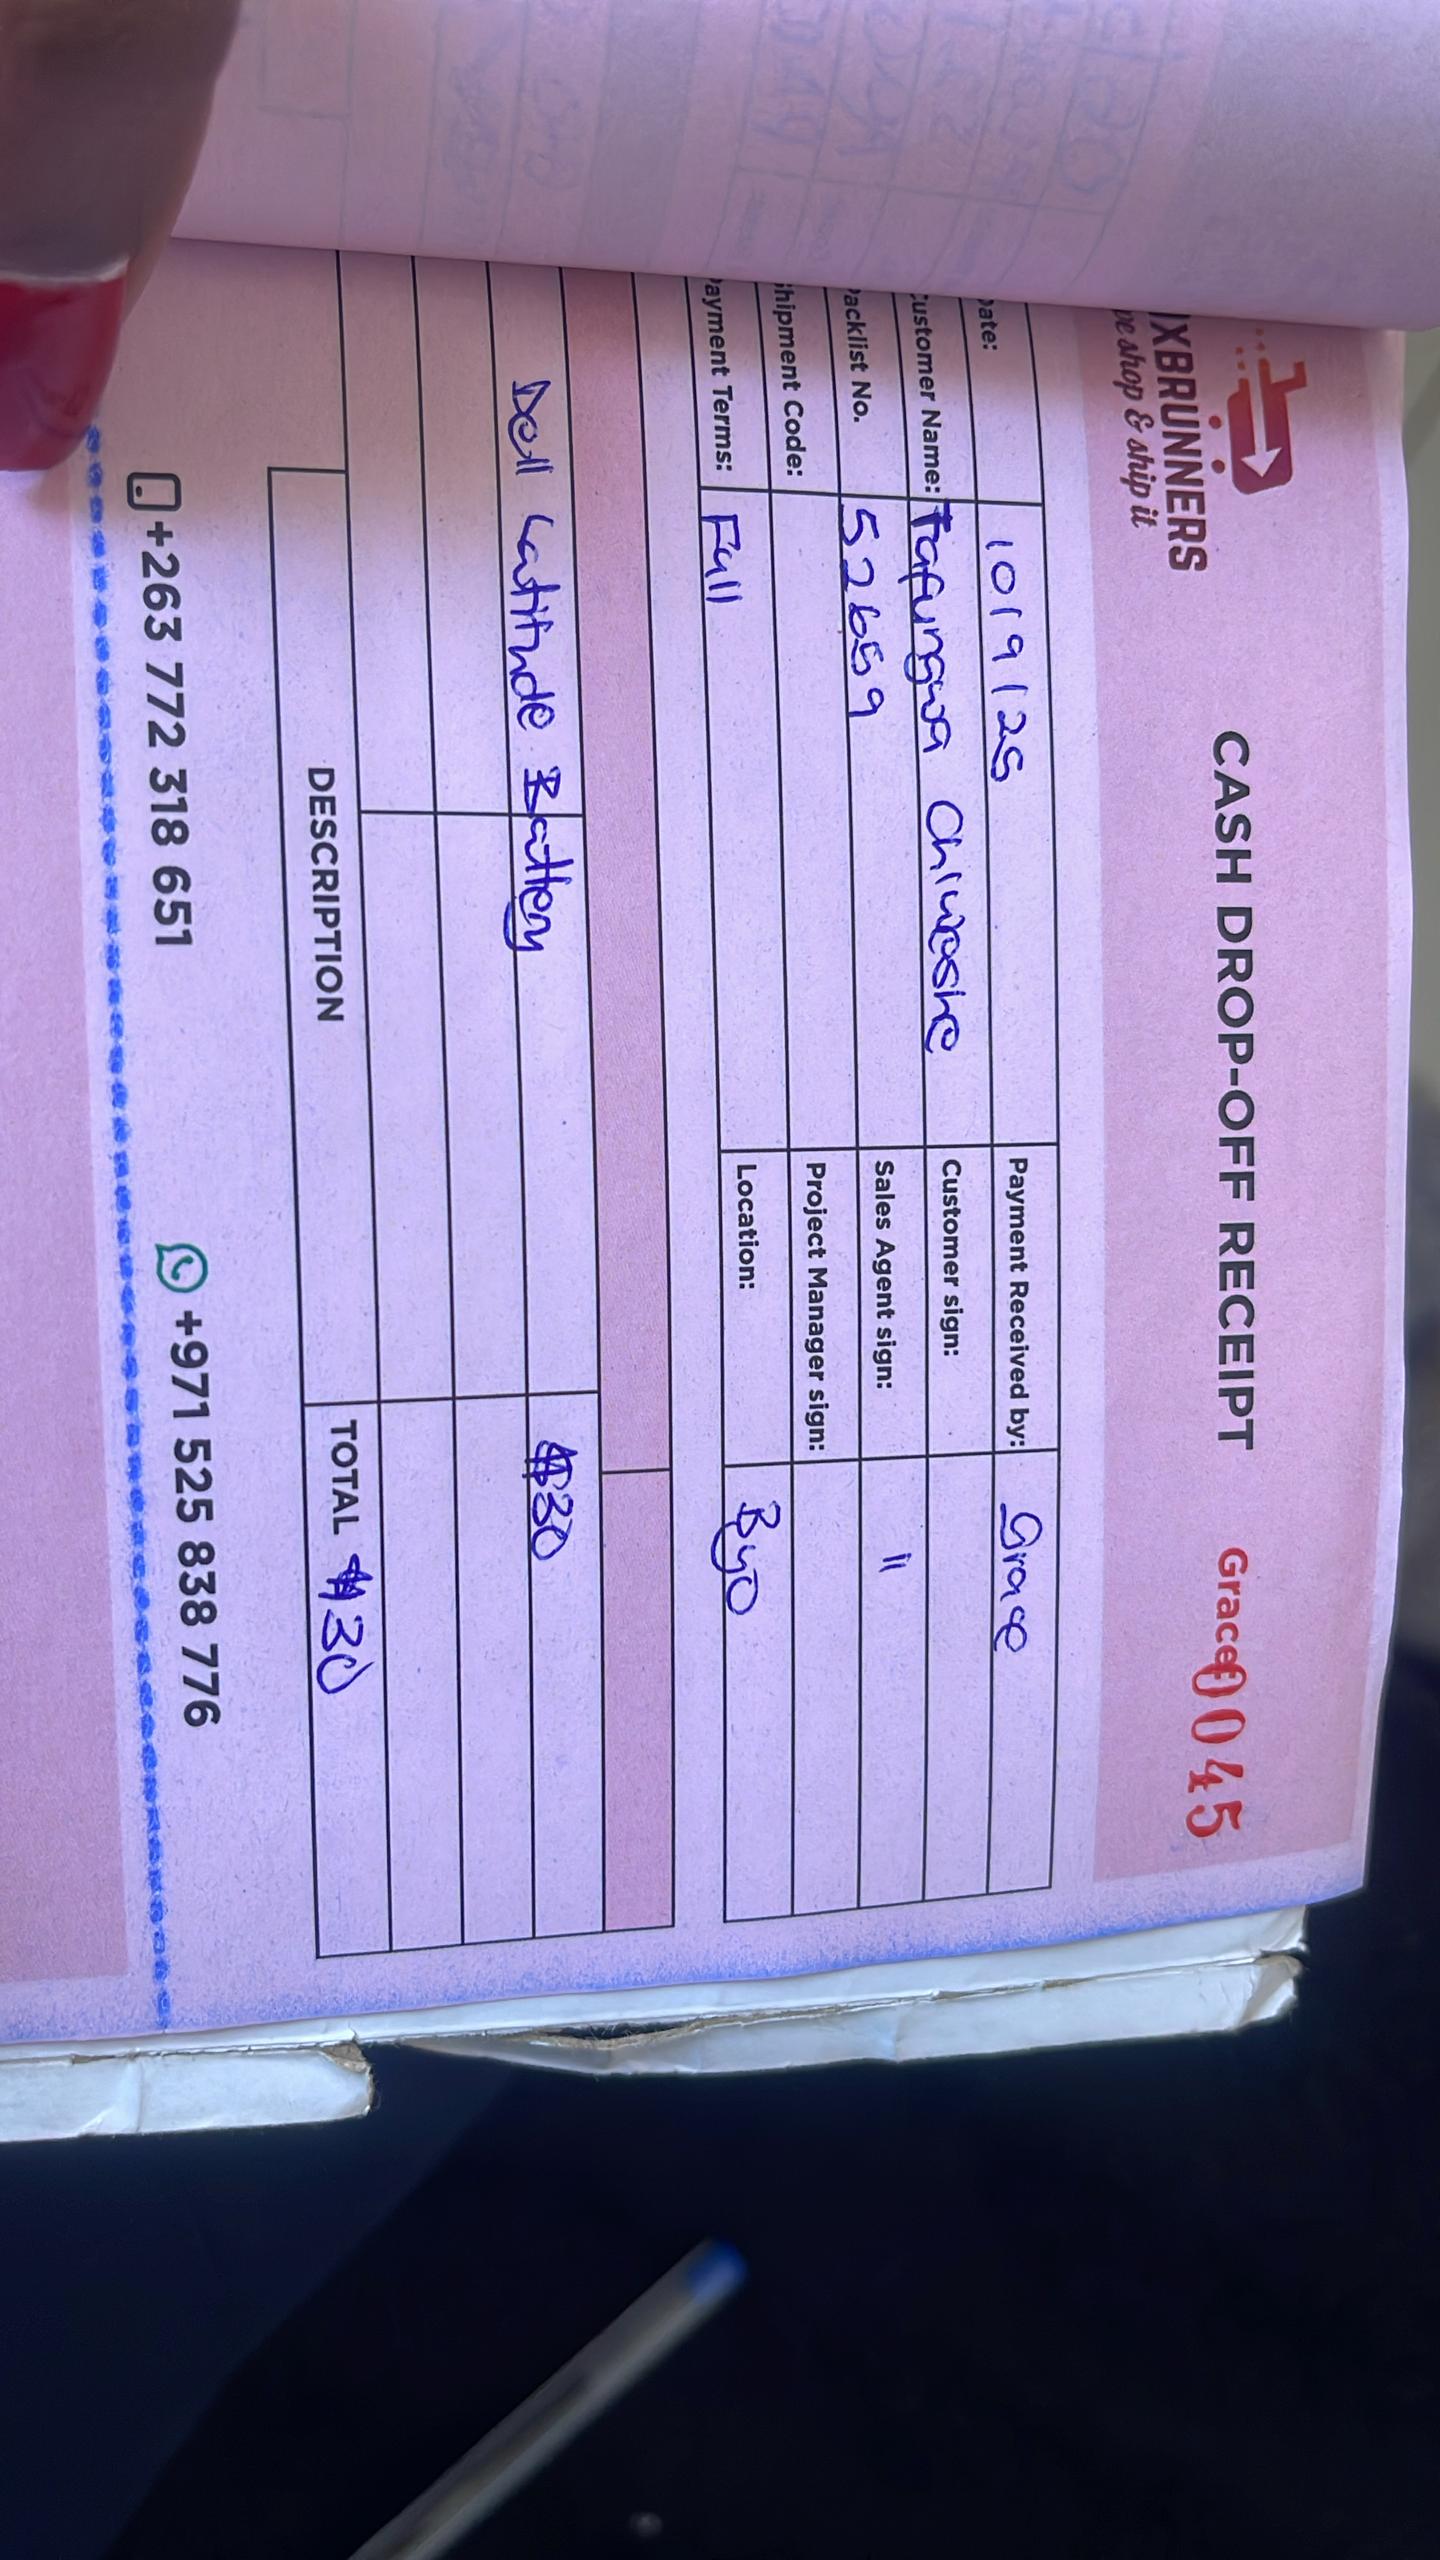 XBRUNNERS
pe shop & ship it
CASH DROP-OFF RECEIPT
Grace 0045
Date: 10/9/25 Payment Received by: Grace
Customer Name: Tafungwa Chiweshe Customer sign:
Packlist No. 52659 Sales Agent sign: "
Shipment Code: Project Manager sign:
Payment Terms: Full Location: Byo
Dell Latitude Battery $30
DESCRIPTION TOTAL $30
+263 772 318 651 +971 525 838 776